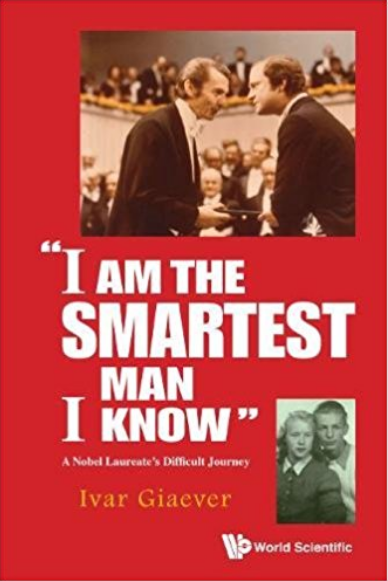 “I AM THE
SMARTEST
MAN
I KNOW”
A Nobel Laureate's Difficult Journey
Ivar Giaever
World Scientific